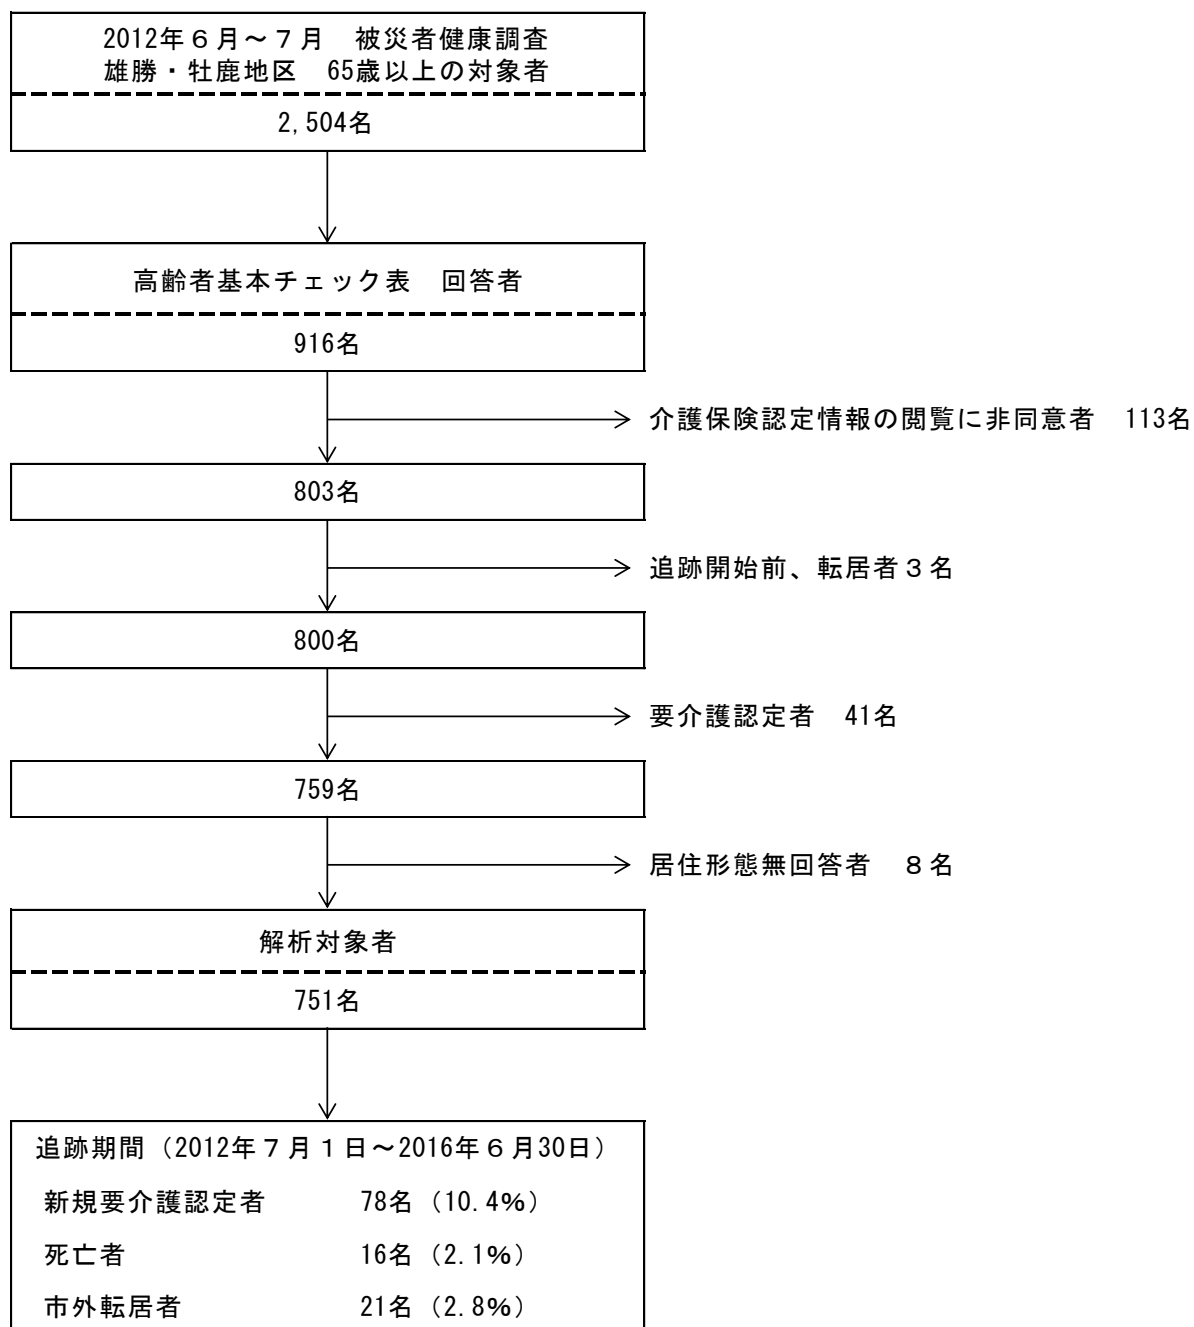 2012年６月～７月　被災者健康調査
雄勝・牡鹿地区　65歳以上の対象者
2,504名
高齢者基本チェック表　回答者
916名
介護保険認定情報の閲覧に非同意者　113名
803名
追跡開始前、転居者３名
800名
要介護認定者　41名
759名
居住形態無回答者　８名
解析対象者
751名
追跡期間（2012年７月１日～2016年６月30日）
新規要介護認定者　78名（10.4%）
死亡者　16名（2.1%）
市外転居者　21名（2.8%）